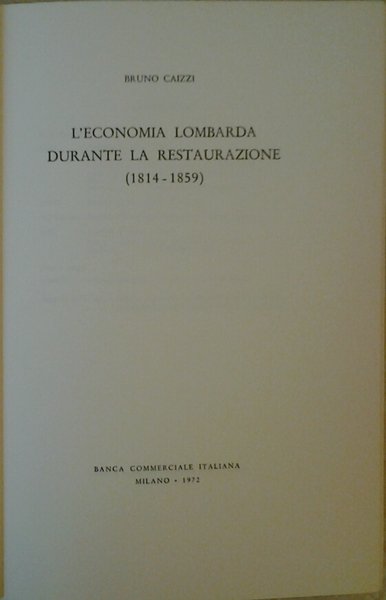 BRUNO CAIZZI
L'ECONOMIA LOMBARDA
DURANTE LA RESTAURAZIONE
(1814-1859)
BANCA COMMERCIALE ITALIANA
MILANO • 1972